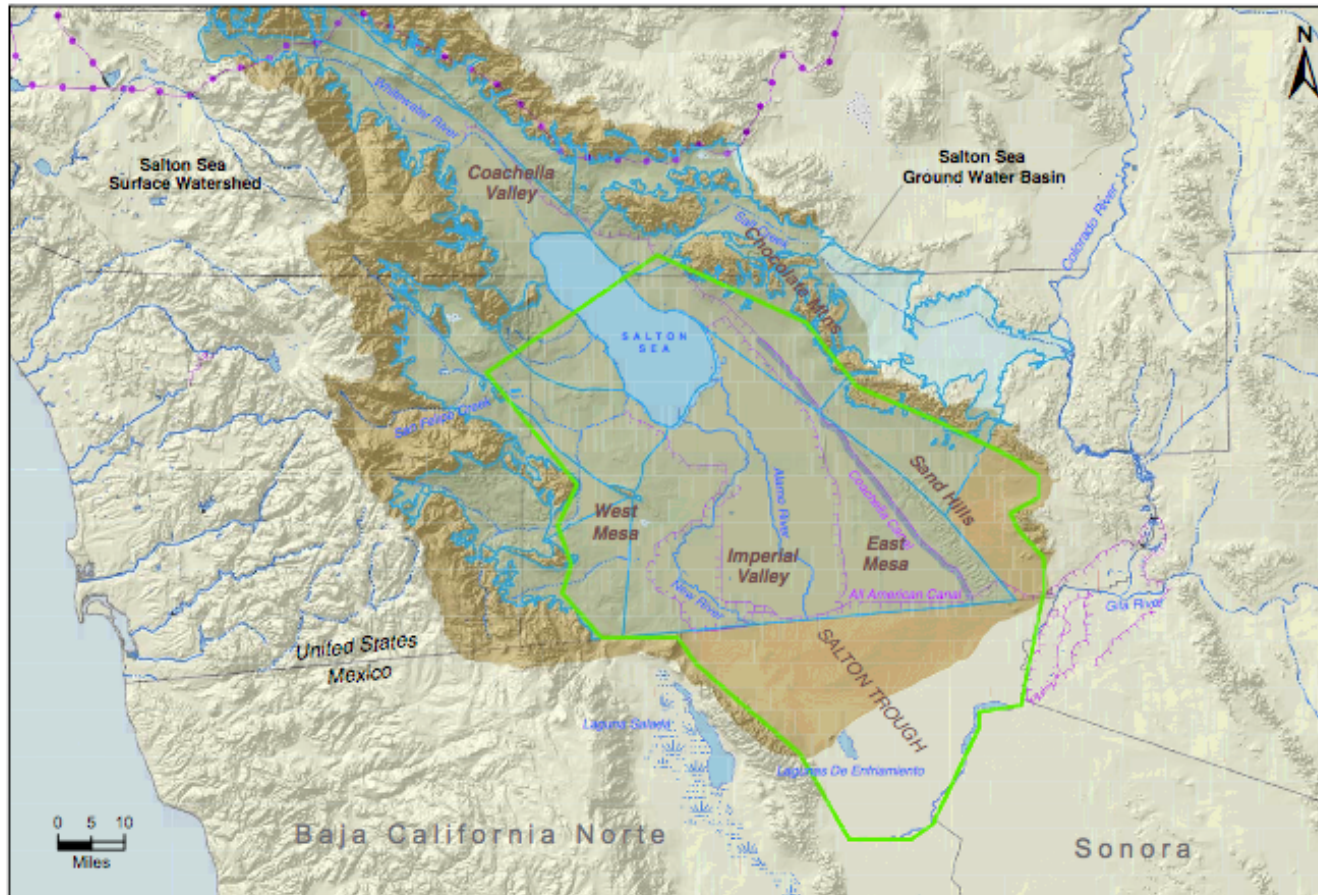 N
Whitewater River
Salton Sea
Surface Watershed
Coachella
Valley
Salton Sea
Ground Water Basin
Salt Creek
Chocolate Mtns
Colorado River
SALTON
SEA
San Felipe Creek
Sand Hills
Coachella Canal
Alamo River
West
Mesa
Imperial
Valley
East
Mesa
New River
All American Canal
Gila River
United States
Mexico
SALTON TROUGH
Laguna Salada
Lagunas De Enfriamiento
0 5 10
Miles
Baja California Norte
Sonora